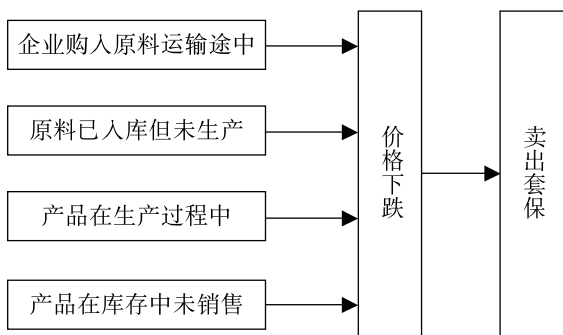 企业购入原料运输途中
原料已入库但未生产
产品在生产过程中
产品在库存中未销售
价格下跌
卖出套保